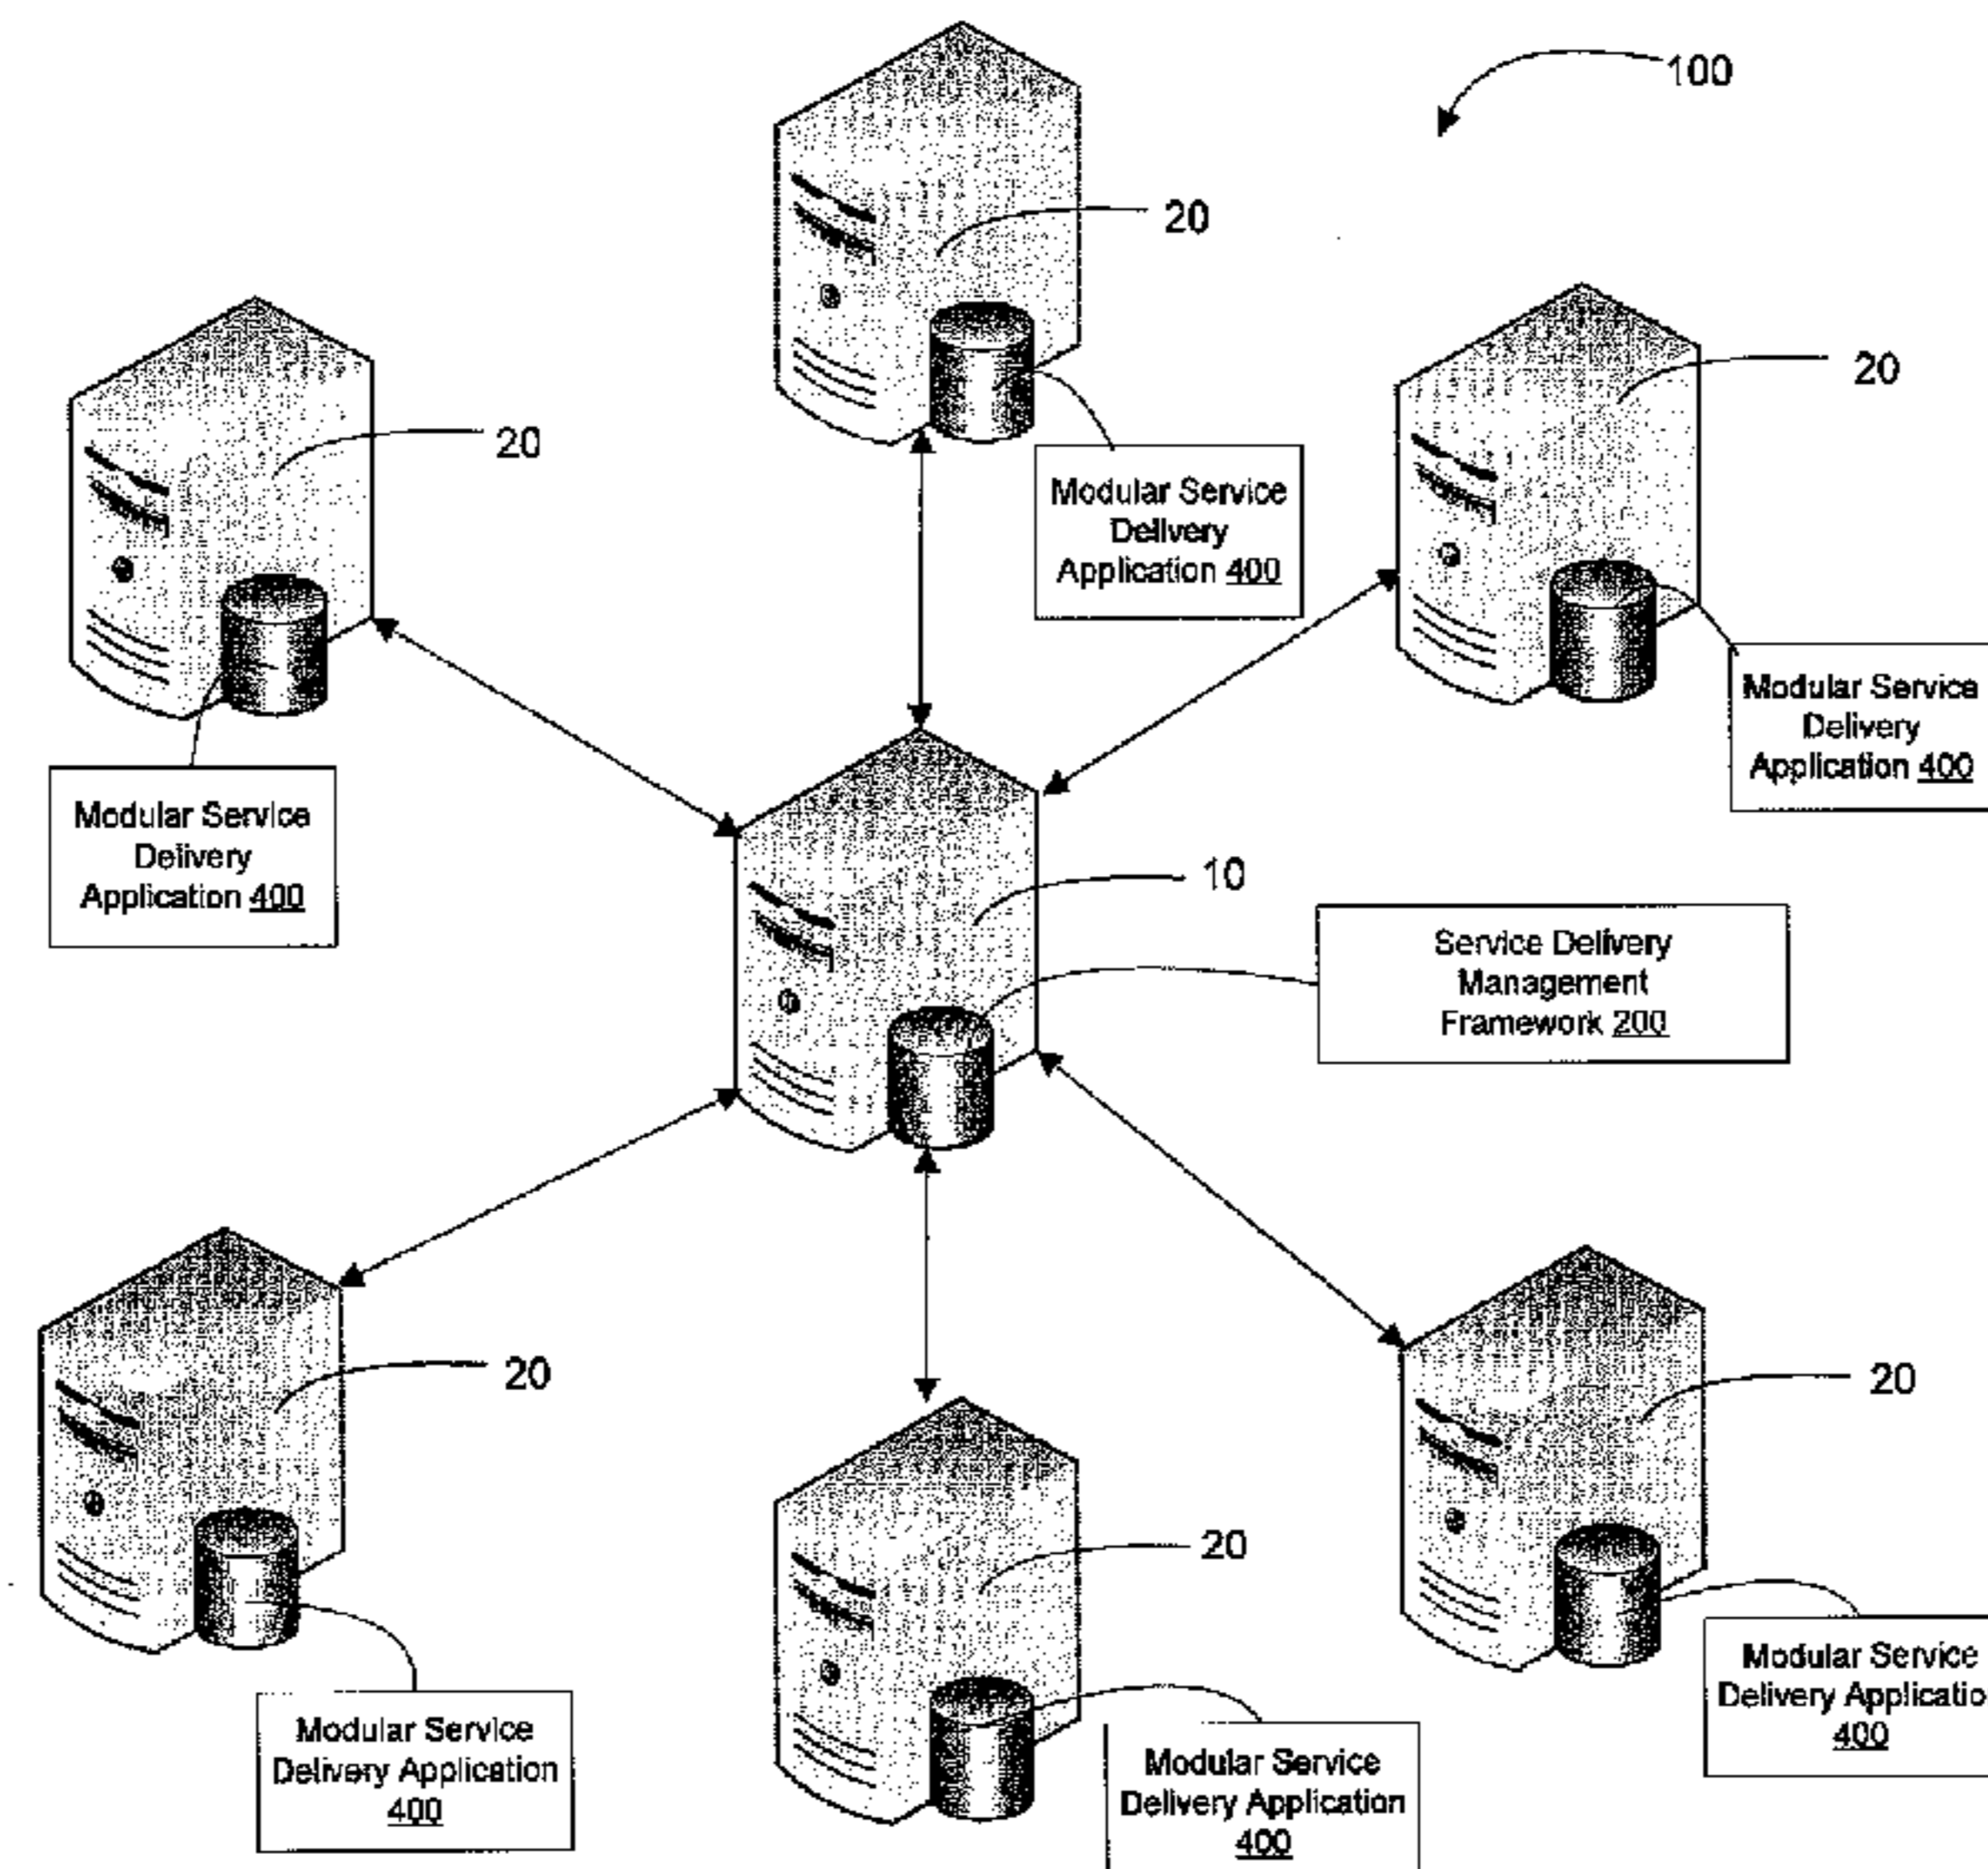 100
20
20
20
Modular Service
Delivery
Application 400
Modular Service
Delivery
Application 400
Modular Service
Delivery
Application 400
10
Service Delivery
Management
Framework 200
20
20
20
Modular Service
Delivery Application
400
Modular Service
Delivery Application
400
Modular Service
Delivery Applicatio
400